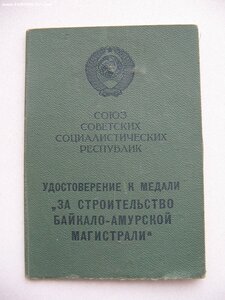 СОЮЗ
СОВЕТСКИХ
СОЦИАЛИСТИЧЕСКИХ
РЕСПУБЛИК
УДОСТОВЕРЕНИЕ К МЕДАЛИ
„ЗА СТРОИТЕЛЬСТВО
БАЙКАЛО-АМУРСКОЙ
МАГИСТРАЛИ"